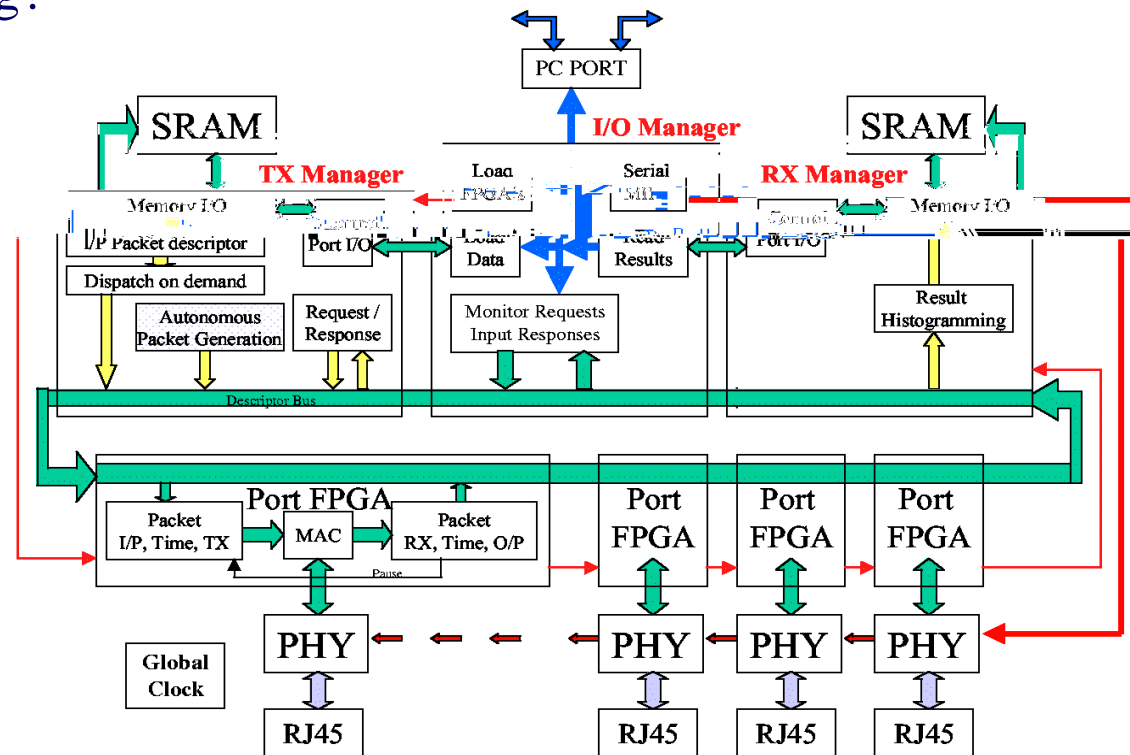 g:
PC PORT
SRAM
I/O Manager
SRAM
TX Manager
Load
Serial
RX Manager
Memory I/O
Memory I/O
I/P Packet descriptor
Port I/O
Load
Data
Read
Results
Port I/O
Dispatch on demand
Autonomous
Packet Generation
Request /
Response
Monitor Requests
Input Responses
Result
Histogramming
Descriptor Bus
Port FPGA
Packet
I/P, Time, TX
MAC
Packet
RX, Time, O/P
Pause
Port
FPGA
Port
FPGA
Port
FPGA
PHY
PHY
PHY
PHY
Global
Clock
RJ45
RJ45
RJ45
RJ45